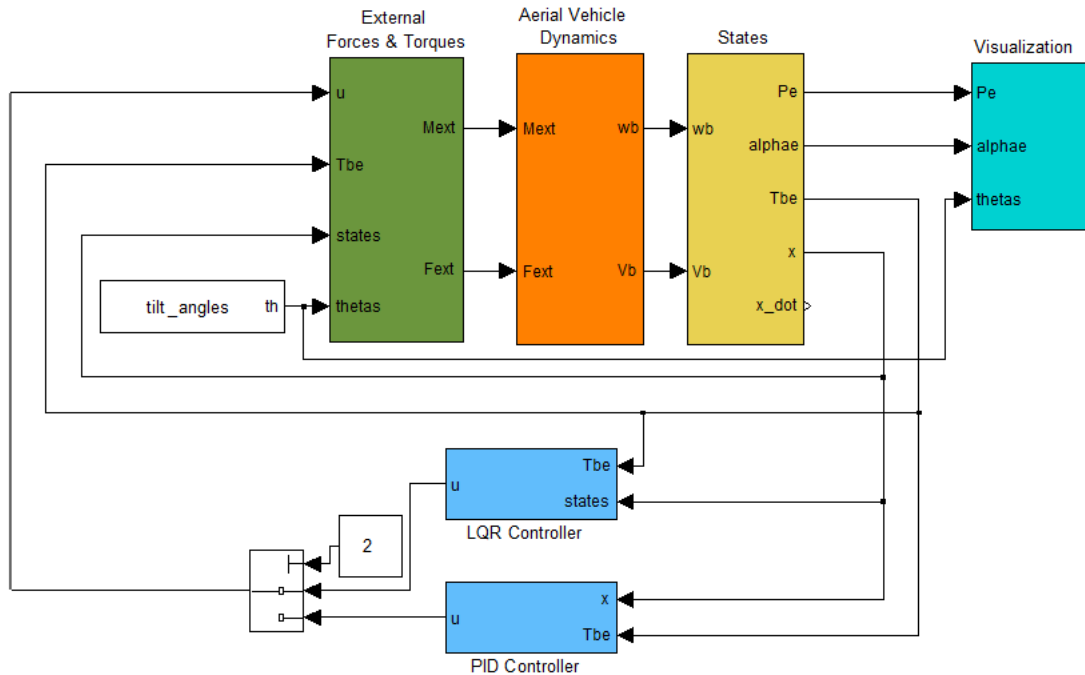 External
Forces & Torques
Aerial Vehicle
Dynamics
States
Visualization
u
Tbe
states
thetas
Mext
Fext
Mext
Fext
wb
Vb
wb
Vb
Pe
alphae
Tbe
x
x_dot
Pe
alphae
thetas
tilt_angles th
u
Tbe
states
LQR Controller
2
u
x
Tbe
PID Controller